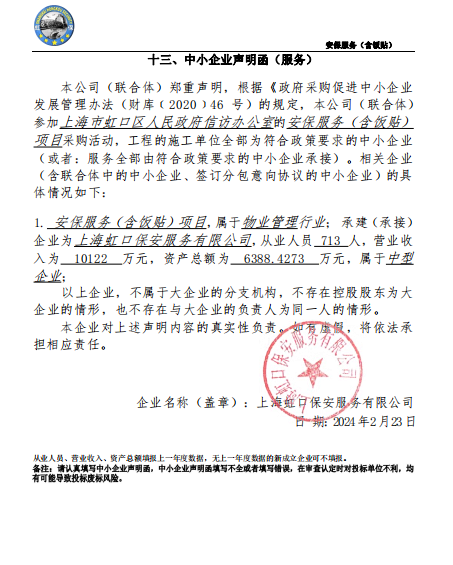 安保服务（含饭贴）
十三、中小企业声明函（服务）
本公司（联合体）郑重声明，根据《政府采购促进中小企业
发展管理办法（财库﹝2020﹞46 号）的规定，本公司（联合体）
参加上海市虹口区人民政府信访办公室的安保服务（含饭贴）
项目采购活动，工程的施工单位全部为符合政策要求的中小企业
（或者：服务全部由符合政策要求的中小企业承接）。相关企业
（含联合体中的中小企业、签订分包意向协议的中小企业）的具
体情况如下：
1. 安保服务（含饭贴）项目，属于物业管理行业；承建（承接）
企业为上海虹口保安服务有限公司，从业人员 713 人，营业收
入为 10122 万元，资产总额为 6388.4273 万元，属于中型
企业；
以上企业，不属于大企业的分支机构，不存在控股股东为大
企业的情形，也不存在与大企业的负责人为同一人的情形。
本企业对上述声明内容的真实性负责。如有虚假，将依法承
担相应责任。
虹口保安服务有限公司
企业名称（盖章）：上海虹口保安服务有限公司
日 期：2024 年 2 月 23 日
从业人员、营业收入、资产总额填报上一年度数据，无上一年度数据的新成立企业可不填报。
备注：请认真填写中小企业声明函，中小企业声明函填写不全或者填写错误，在审查认定时对投标单位不利，均
有可能导致投标废标风险。